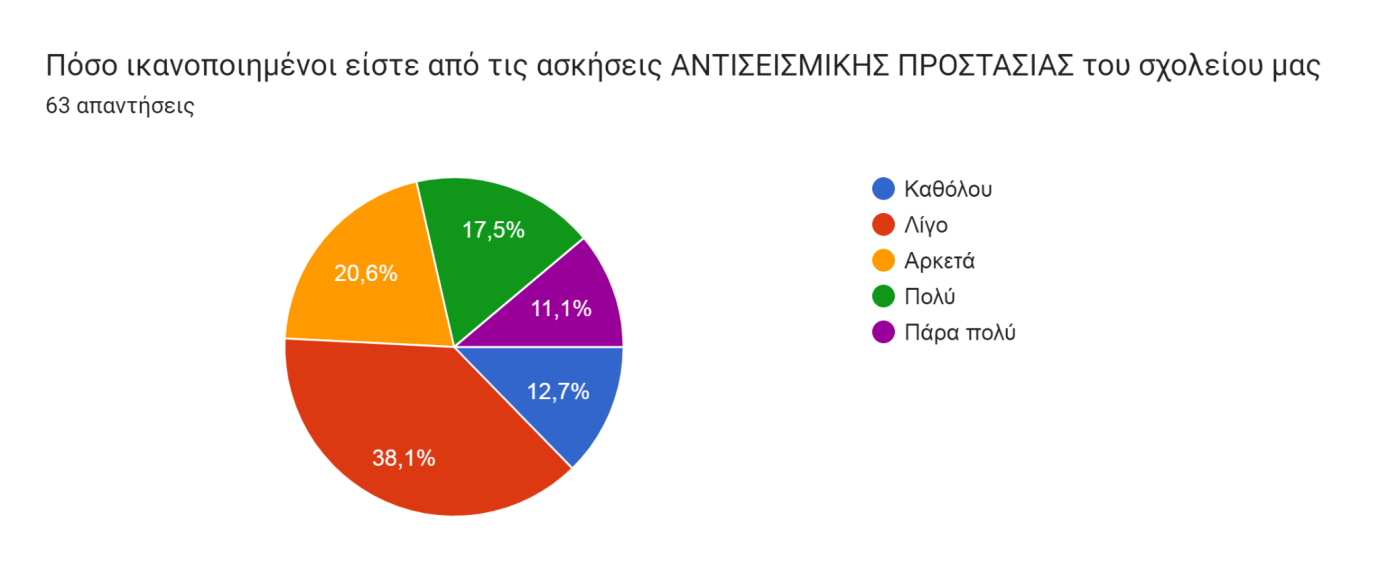 Πόσο ικανοποιημένοι είστε από τις ασκήσεις ΑΝΤΙΣΕΙΣΜΙΚΗΣ ΠΡΟΣΤΑΣΙΑΣ του σχολείου μας
63 απαντήσεις
17,5%
20,6%
11,1%
12,7%
38,1%
Καθόλου
Λίγο
Αρκετά
Πολύ
Πάρα πολύ